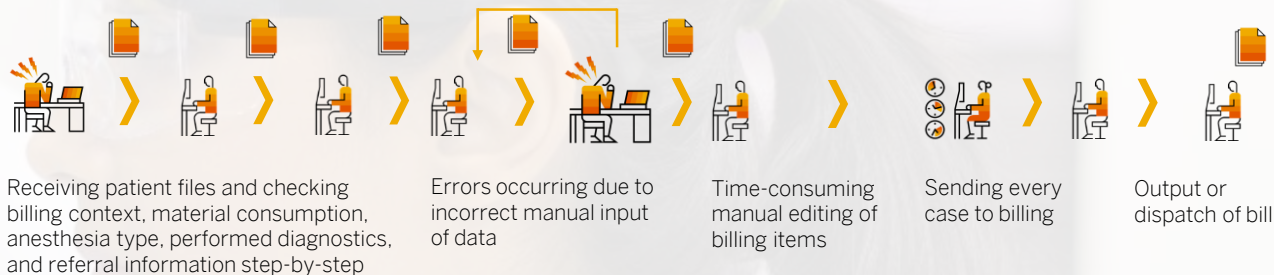 Receiving patient files and checking
billing context, material consumption,
anesthesia type, performed diagnostics,
and referral information step-by-step
Errors occurring due to
incorrect manual input
of data
Time-consuming
manual editing of
billing items
Sending every
case to billing
Output or
dispatch of bill